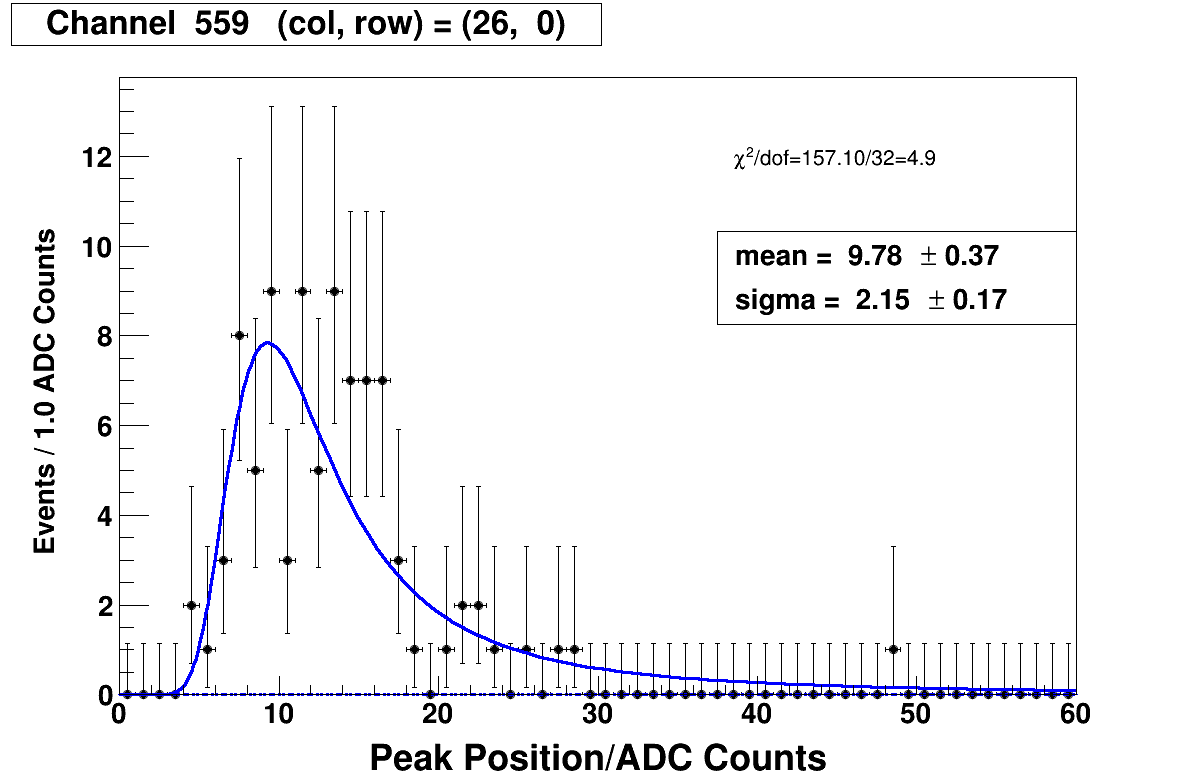 Channel 559 (col, row) = (26, 0)
χ²/dof=157.10/32=4.9
mean = 9.78 ± 0.37
sigma = 2.15 ± 0.17
Events / 1.0 ADC Counts
12
10
8
6
4
2
0
0 10 20 30 40 50 60
Peak Position/ADC Counts